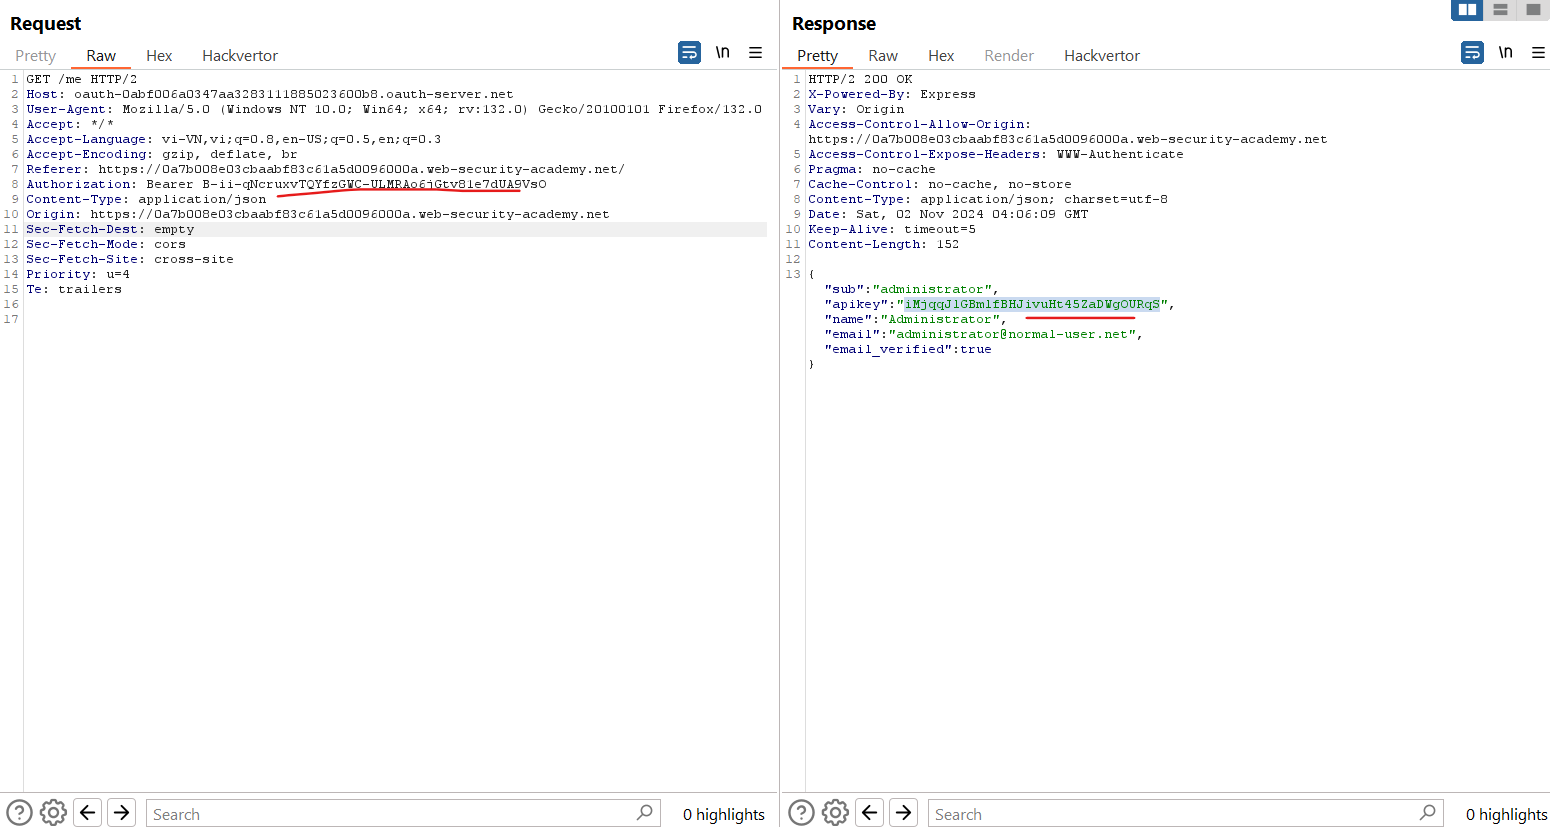 Request
Pretty Raw Hex Hackvertor \n
1 GET /me HTTP/2
2 Host: oauth-0abf006a0347aa3283111885023600b8.oauth-server.net
3 User-Agent: Mozilla/5.0 (Windows NT 10.0; Win64; x64; rv:132.0) Gecko/20100101 Firefox/132.0
4 Accept: */*
5 Accept-Language: vi-VN,vi;q=0.8,en-US;q=0.5,en;q=0.3
6 Accept-Encoding: gzip, deflate, br
7 Referer: https://0a7b008e03cbaabf83c61a5d0096000a.web-security-academy.net/
8 Authorization: Bearer B-ii-qNcruxvTQYfzGWC-ULMRAo6jGtv81e7dUA9VsO
9 Content-Type: application/json
10 Origin: https://0a7b008e03cbaabf83c61a5d0096000a.web-security-academy.net
11 Sec-Fetch-Dest: empty
12 Sec-Fetch-Mode: cors
13 Sec-Fetch-Site: cross-site
14 Priority: u=4
15 Te: trailers
16
17
Search
0 highlights
Response
Pretty Raw Hex Render Hackvertor \n
1 HTTP/2 200 OK
2 X-Powered-By: Express
3 Vary: Origin
4 Access-Control-Allow-Origin:
https://0a7b008e03cbaabf83c61a5d0096000a.web-security-academy.net
5 Access-Control-Expose-Headers: WWW-Authenticate
6 Pragma: no-cache
7 Cache-Control: no-cache, no-store
8 Content-Type: application/json; charset=utf-8
9 Date: Sat, 02 Nov 2024 04:06:09 GMT
10 Keep-Alive: timeout=5
11 Content-Length: 152
12
13 {
"sub":"administrator",
"apikey":"iMjqqJ1GBm1fBHJivuHt45ZaDWgOURqS",
"name":"Administrator",
"email":"administrator@normal-user.net",
"email_verified":true
}
Search
0 highlights